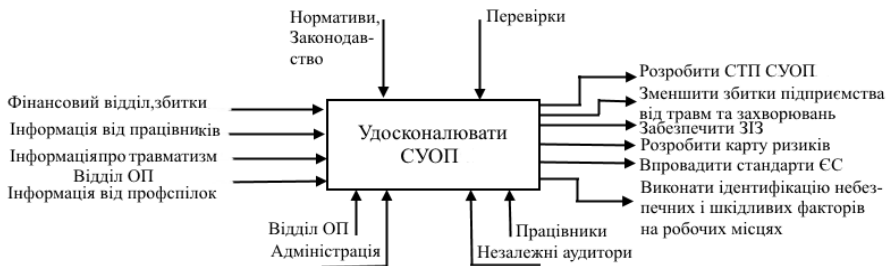 Нормативи,
Законодав-
ство
Перевірки
Фінансовий відділ,збитки
Інформація від працівників
Інформаціяпро травматизм
Відділ ОП
Інформація від профспілок
Удосконалювати
СУОП
Розробити СТП СУОП
Зменшити збитки підприємства
від травм та захворювань
Забезпечити ЗІЗ
Розробити карту ризиків
Впровадити стандарти ЄС
Виконати ідентифікацію небез-
печних і шкідливих факторів
на робочих місцях
Відділ ОП
Адміністрація
Працівники
Незалежні аудитори